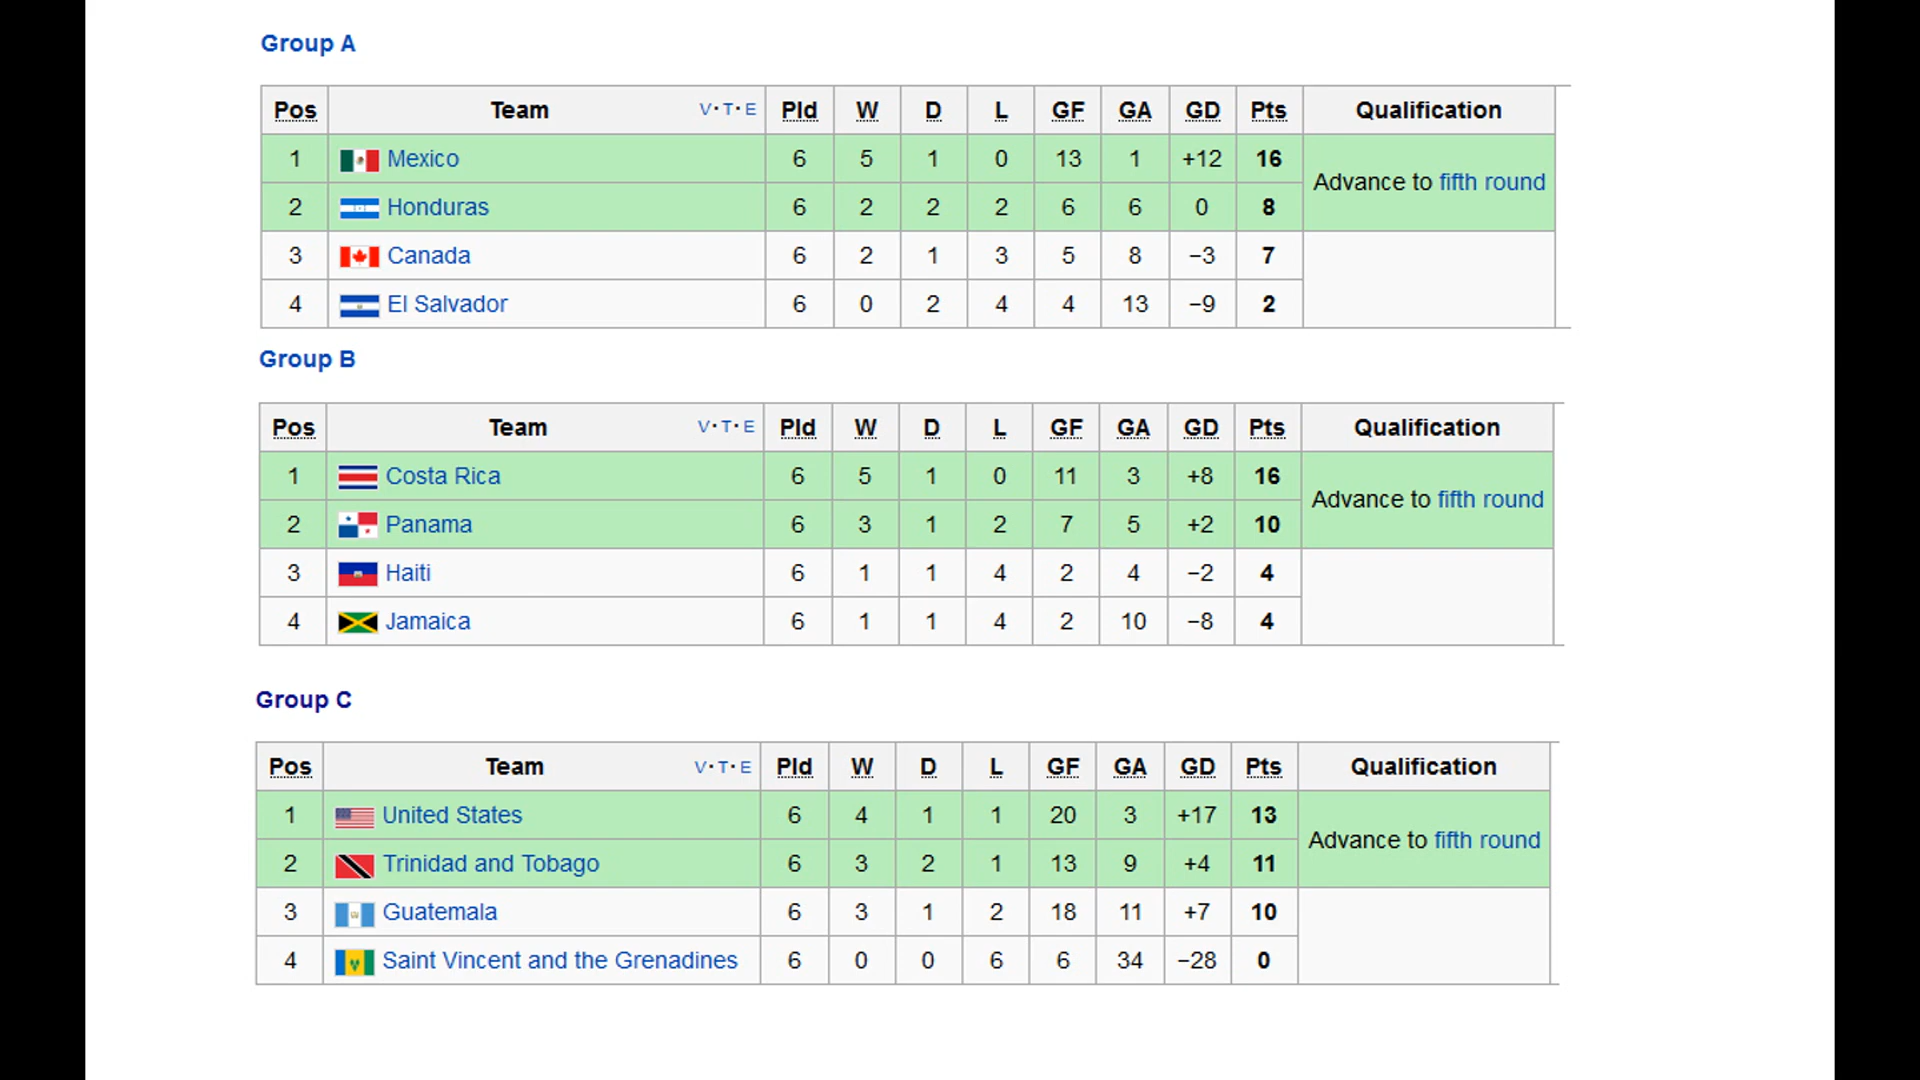 Group A
Pos Team V·T·E Pld W D L GF GA GD Pts Qualification
1 Mexico 6 5 1 0 13 1 +12 16 Advance to fifth round
2 Honduras 6 2 2 2 6 6 0 8
3 Canada 6 2 1 3 5 8 −3 7
4 El Salvador 6 0 2 4 4 13 −9 2
Group B
Pos Team V·T·E Pld W D L GF GA GD Pts Qualification
1 Costa Rica 6 5 1 0 11 3 +8 16 Advance to fifth round
2 Panama 6 3 1 2 7 5 +2 10
3 Haiti 6 1 1 4 2 4 −2 4
4 Jamaica 6 1 1 4 2 10 −8 4
Group C
Pos Team V·T·E Pld W D L GF GA GD Pts Qualification
1 United States 6 4 1 1 20 3 +17 13 Advance to fifth round
2 Trinidad and Tobago 6 3 2 1 13 9 +4 11
3 Guatemala 6 3 1 2 18 11 +7 10
4 Saint Vincent and the Grenadines 6 0 0 6 6 34 −28 0